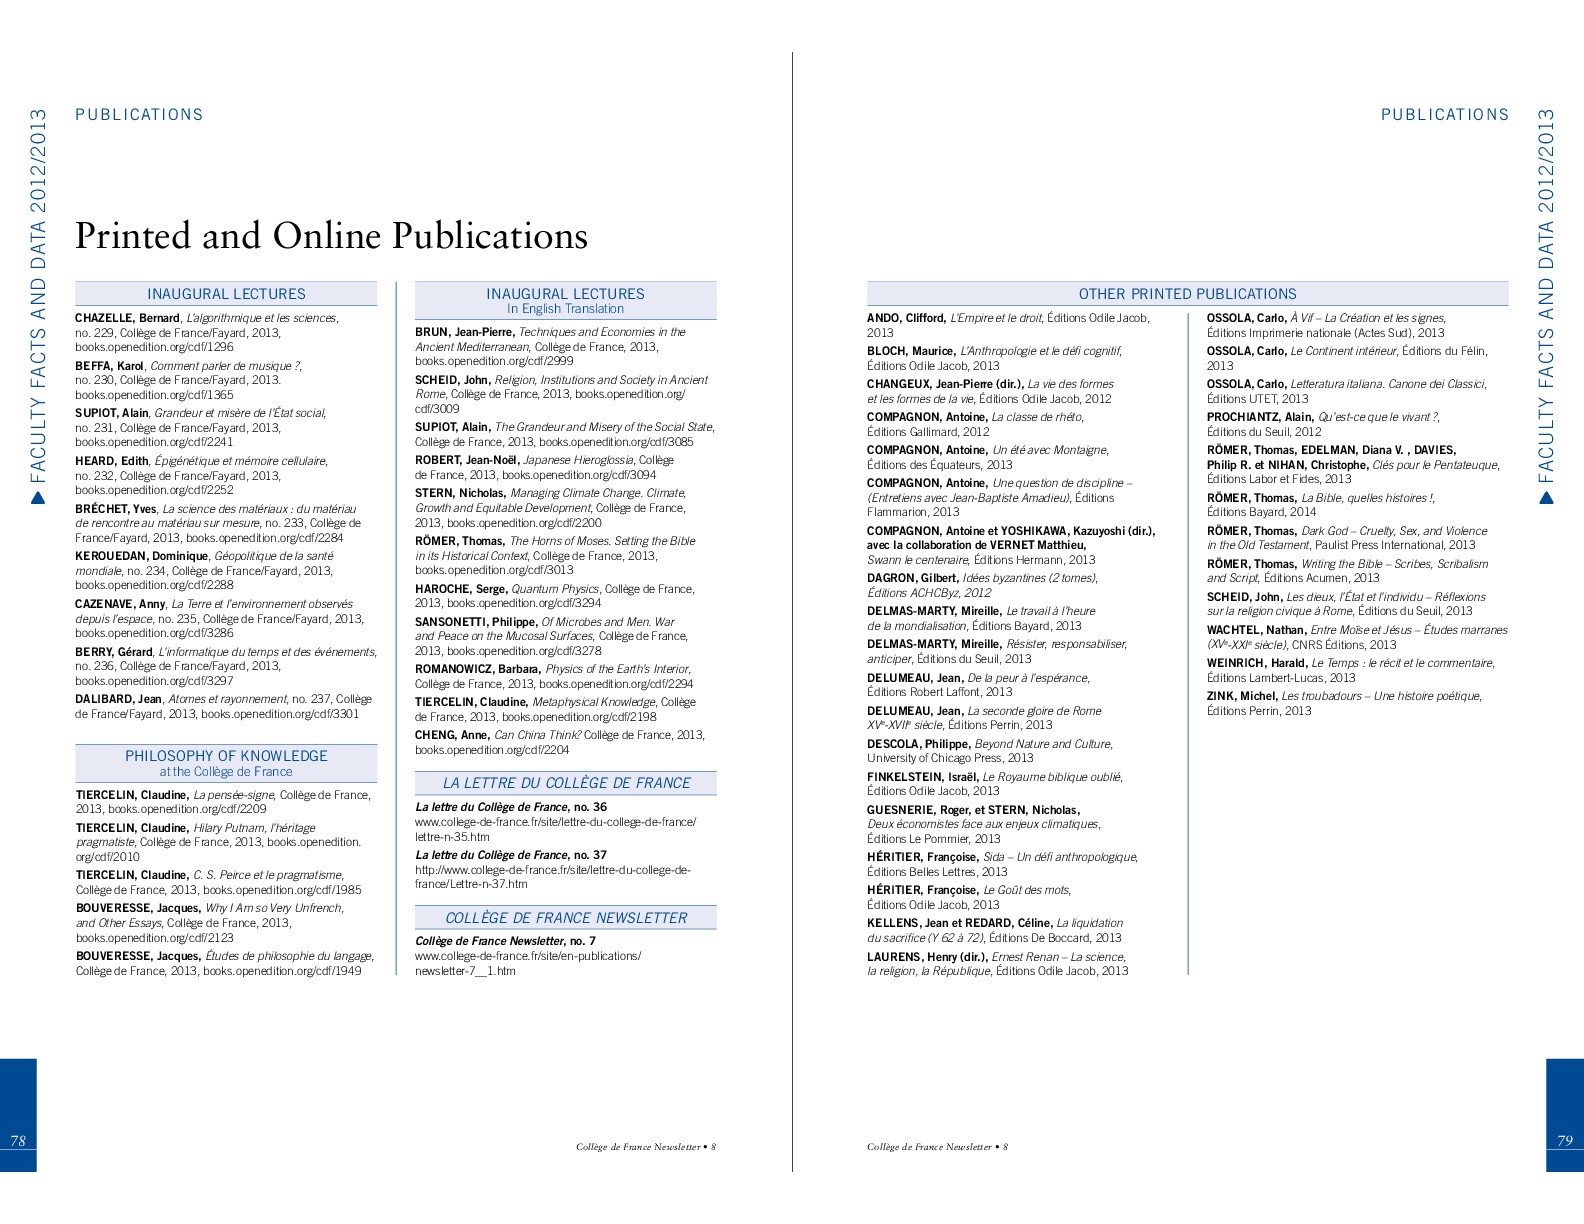 PUBLICATIONS
FACULTY FACTS AND DATA 2012/2013
Printed and Online Publications
INAUGURAL LECTURES
CHAZELLE, Bernard, L'algorithmique et les sciences,
no. 229, Collège de France/Fayard, 2013,
books.openedition.org/cdf/1296
BEFFA, Karol, Comment parler de musique ?,
no. 230, Collège de France/Fayard, 2013.
books.openedition.org/cdf/1365
SUPIOT, Alain, Grandeur et misère de l'État social,
no. 231, Collège de France/Fayard, 2013,
books.openedition.org/cdf/2241
HEARD, Edith, Épigénétique et mémoire cellulaire,
no. 232, Collège de France/Fayard, 2013,
books.openedition.org/cdf/2252
BRÉCHET, Yves, La science des matériaux : du matériau
de rencontre au matériau sur mesure, no. 233, Collège de
France/Fayard, 2013, books.openedition.org/cdf/2284
KEROUEDAN, Dominique, Géopolitique de la santé
mondiale, no. 234, Collège de France/Fayard, 2013,
books.openedition.org/cdf/2288
CAZENAVE, Anny, La Terre et l'environnement observés
depuis l'espace, no. 235, Collège de France/Fayard, 2013,
books.openedition.org/cdf/3286
BERRY, Gérard, L'informatique du temps et des événements,
no. 236, Collège de France/Fayard, 2013,
books.openedition.org/cdf/3297
DALIBARD, Jean, Atomes et rayonnement, no. 237, Collège
de France/Fayard, 2013, books.openedition.org/cdf/3301
PHILOSOPHY OF KNOWLEDGE
at the Collège de France
TIERCELIN, Claudine, La pensée-signe, Collège de France,
2013, books.openedition.org/cdf/2209
TIERCELIN, Claudine, Hilary Putnam, l'héritage
pragmatiste, Collège de France, 2013, books.openedition.
org/cdf/2010
TIERCELIN, Claudine, C. S. Peirce et le pragmatisme,
Collège de France, 2013, books.openedition.org/cdf/1985
BOUVERESSE, Jacques, Why I Am so Very Unfrench,
and Other Essays, Collège de France, 2013,
books.openedition.org/cdf/2123
BOUVERESSE, Jacques, Études de philosophie du langage,
Collège de France, 2013, books.openedition.org/cdf/1949
INAUGURAL LECTURES
In English Translation
BRUN, Jean-Pierre, Techniques and Economies in the
Ancient Mediterranean, Collège de France, 2013,
books.openedition.org/cdf/2999
SCHEID, John, Religion, Institutions and Society in Ancient
Rome, Collège de France, 2013, books.openedition.org/
cdf/3009
SUPIOT, Alain, The Grandeur and Misery of the Social State,
Collège de France, 2013, books.openedition.org/cdf/3085
ROBERT, Jean-Noël, Japanese Hieroglossia, Collège
de France, 2013, books.openedition.org/cdf/3094
STERN, Nicholas, Managing Climate Change. Climate,
Growth and Equitable Development, Collège de France,
2013, books.openedition.org/cdf/2200
RÖMER, Thomas, The Horns of Moses. Setting the Bible
in its Historical Context, Collège de France, 2013,
books.openedition.org/cdf/3013
HAROCHE, Serge, Quantum Physics, Collège de France,
2013, books.openedition.org/cdf/3294
SANSONETTI, Philippe, Of Microbes and Men. War
and Peace on the Mucosal Surfaces, Collège de France,
2013, books.openedition.org/cdf/3278
ROMANOWICZ, Barbara, Physics of the Earth's Interior,
Collège de France, 2013, books.openedition.org/cdf/2294
TIERCELIN, Claudine, Metaphysical Knowledge, Collège
de France, 2013, books.openedition.org/cdf/2198
CHENG, Anne, Can China Think? Collège de France, 2013,
books.openedition.org/cdf/2204
LA LETTRE DU COLLÈGE DE FRANCE
La lettre du Collège de France, no. 36
www.college-de-france.fr/site/lettre-du-college-de-france/
lettre-n-35.htm
La lettre du Collège de France, no. 37
http://www.college-de-france.fr/site/lettre-du-college-de-
france/Lettre-n-37.htm
COLLÈGE DE FRANCE NEWSLETTER
Collège de France Newsletter, no. 7
www.college-de-france.fr/site/en-publications/
newsletter-7__1.htm
78
Collège de France Newsletter • 8
PUBLICATIONS
FACULTY FACTS AND DATA 2012/2013
OTHER PRINTED PUBLICATIONS
ANDO, Clifford, L'Empire et le droit, Éditions Odile Jacob,
2013
BLOCH, Maurice, L'Anthropologie et le défi cognitif,
Éditions Odile Jacob, 2013
CHANGEUX, Jean-Pierre (dir.), La vie des formes
et les formes de la vie, Éditions Odile Jacob, 2012
COMPAGNON, Antoine, La classe de rhéto,
Éditions Gallimard, 2012
COMPAGNON, Antoine, Un été avec Montaigne,
Éditions des Équateurs, 2013
COMPAGNON, Antoine, Une question de discipline –
(Entretiens avec Jean-Baptiste Amadieu), Éditions
Flammarion, 2013
COMPAGNON, Antoine et YOSHIKAWA, Kazuyoshi (dir.),
avec la collaboration de VERNET Matthieu,
Swann le centenaire, Éditions Hermann, 2013
DAGRON, Gilbert, Idées byzantines (2 tomes),
Éditions ACHCByz, 2012
DELMAS-MARTY, Mireille, Le travail à l'heure
de la mondialisation, Éditions Bayard, 2013
DELMAS-MARTY, Mireille, Résister, responsabiliser,
anticiper, Éditions du Seuil, 2013
DELUMEAU, Jean, De la peur à l'espérance,
Éditions Robert Laffont, 2013
DELUMEAU, Jean, La seconde gloire de Rome
XVe-XVIIe siècle, Éditions Perrin, 2013
DESCOLA, Philippe, Beyond Nature and Culture,
University of Chicago Press, 2013
FINKELSTEIN, Israël, Le Royaume biblique oublié,
Éditions Odile Jacob, 2013
GUESNERIE, Roger, et STERN, Nicholas,
Deux économistes face aux enjeux climatiques,
Éditions Le Pommier, 2013
HÉRITIER, Françoise, Sida – Un défi anthropologique,
Éditions Belles Lettres, 2013
HÉRITIER, Françoise, Le Goût des mots,
Éditions Odile Jacob, 2013
KELLENS, Jean et REDARD, Céline, La liquidation
du sacrifice (Y 62 à 72), Éditions De Boccard, 2013
LAURENS, Henry (dir.), Ernest Renan – La science,
la religion, la République, Éditions Odile Jacob, 2013
OSSOLA, Carlo, À Vif – La Création et les signes,
Éditions Imprimerie nationale (Actes Sud), 2013
OSSOLA, Carlo, Le Continent intérieur, Éditions du Félin,
2013
OSSOLA, Carlo, Letteratura italiana. Canone dei Classici,
Éditions UTET, 2013
PROCHIANTZ, Alain, Qu'est-ce que le vivant ?,
Éditions du Seuil, 2012
RÖMER, Thomas, EDELMAN, Diana V. , DAVIES,
Philip R. et NIHAN, Christophe, Clés pour le Pentateuque,
Éditions Labor et Fides, 2013
RÖMER, Thomas, La Bible, quelles histoires !,
Éditions Bayard, 2014
RÖMER, Thomas, Dark God – Cruelty, Sex, and Violence
in the Old Testament, Paulist Press International, 2013
RÖMER, Thomas, Writing the Bible – Scribes, Scribalism
and Script, Éditions Acumen, 2013
SCHEID, John, Les dieux, l'État et l'individu – Réflexions
sur la religion civique à Rome, Éditions du Seuil, 2013
WACHTEL, Nathan, Entre Moïse et Jésus – Études marranes
(XVe-XXIe siècle), CNRS Éditions, 2013
WEINRICH, Harald, Le Temps : le récit et le commentaire,
Éditions Lambert-Lucas, 2013
ZINK, Michel, Les troubadours – Une histoire poétique,
Éditions Perrin, 2013
Collège de France Newsletter • 8
79